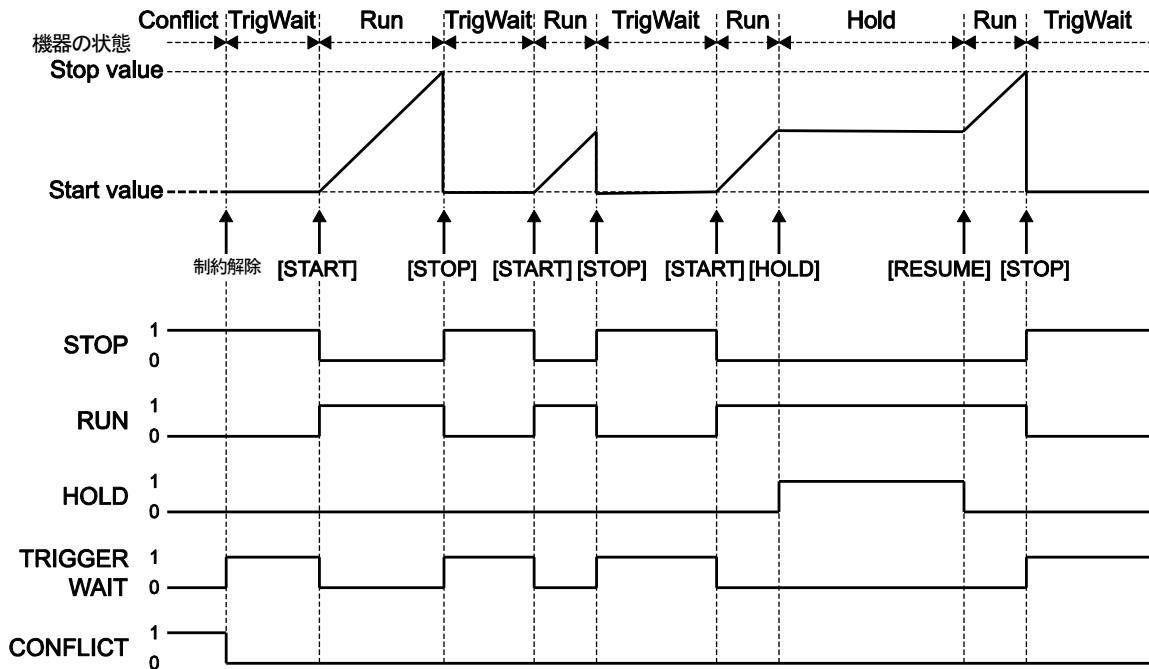 Conflict TrigWait Run TrigWait Run TrigWait Run Hold Run TrigWait
機器の状態
Stop value
Start value
制約解除 [START] [STOP] [START] [STOP] [START] [HOLD] [RESUME] [STOP]
STOP 1
0
RUN 1
0
HOLD 1
0
TRIGGER 1
WAIT 0
CONFLICT 1
0